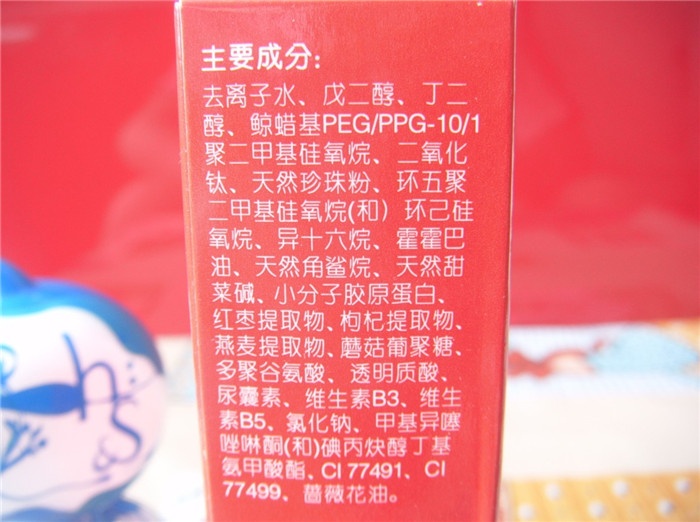 主要成分:
去离子水、戊二醇、丁二
醇、鲸蜡基PEG/PPG-10/1
聚二甲基硅氧烷、二氧化
钛、天然珍珠粉、环五聚
二甲基硅氧烷(和) 环己硅
氧烷、异十六烷、霍霍巴
油、天然角鲨烷、天然甜
菜碱、小分子胶原蛋白、
红枣提取物、枸杞提取物、
燕麦提取物、蘑菇葡聚糖、
多聚谷氨酸、透明质酸、
尿囊素、维生素B3、维生
素B5、氯化钠、甲基异噻
唑啉酮(和)碘丙炔醇丁基
氨甲酸酯、CI 77491、CI
77499、蔷薇花油。
hS